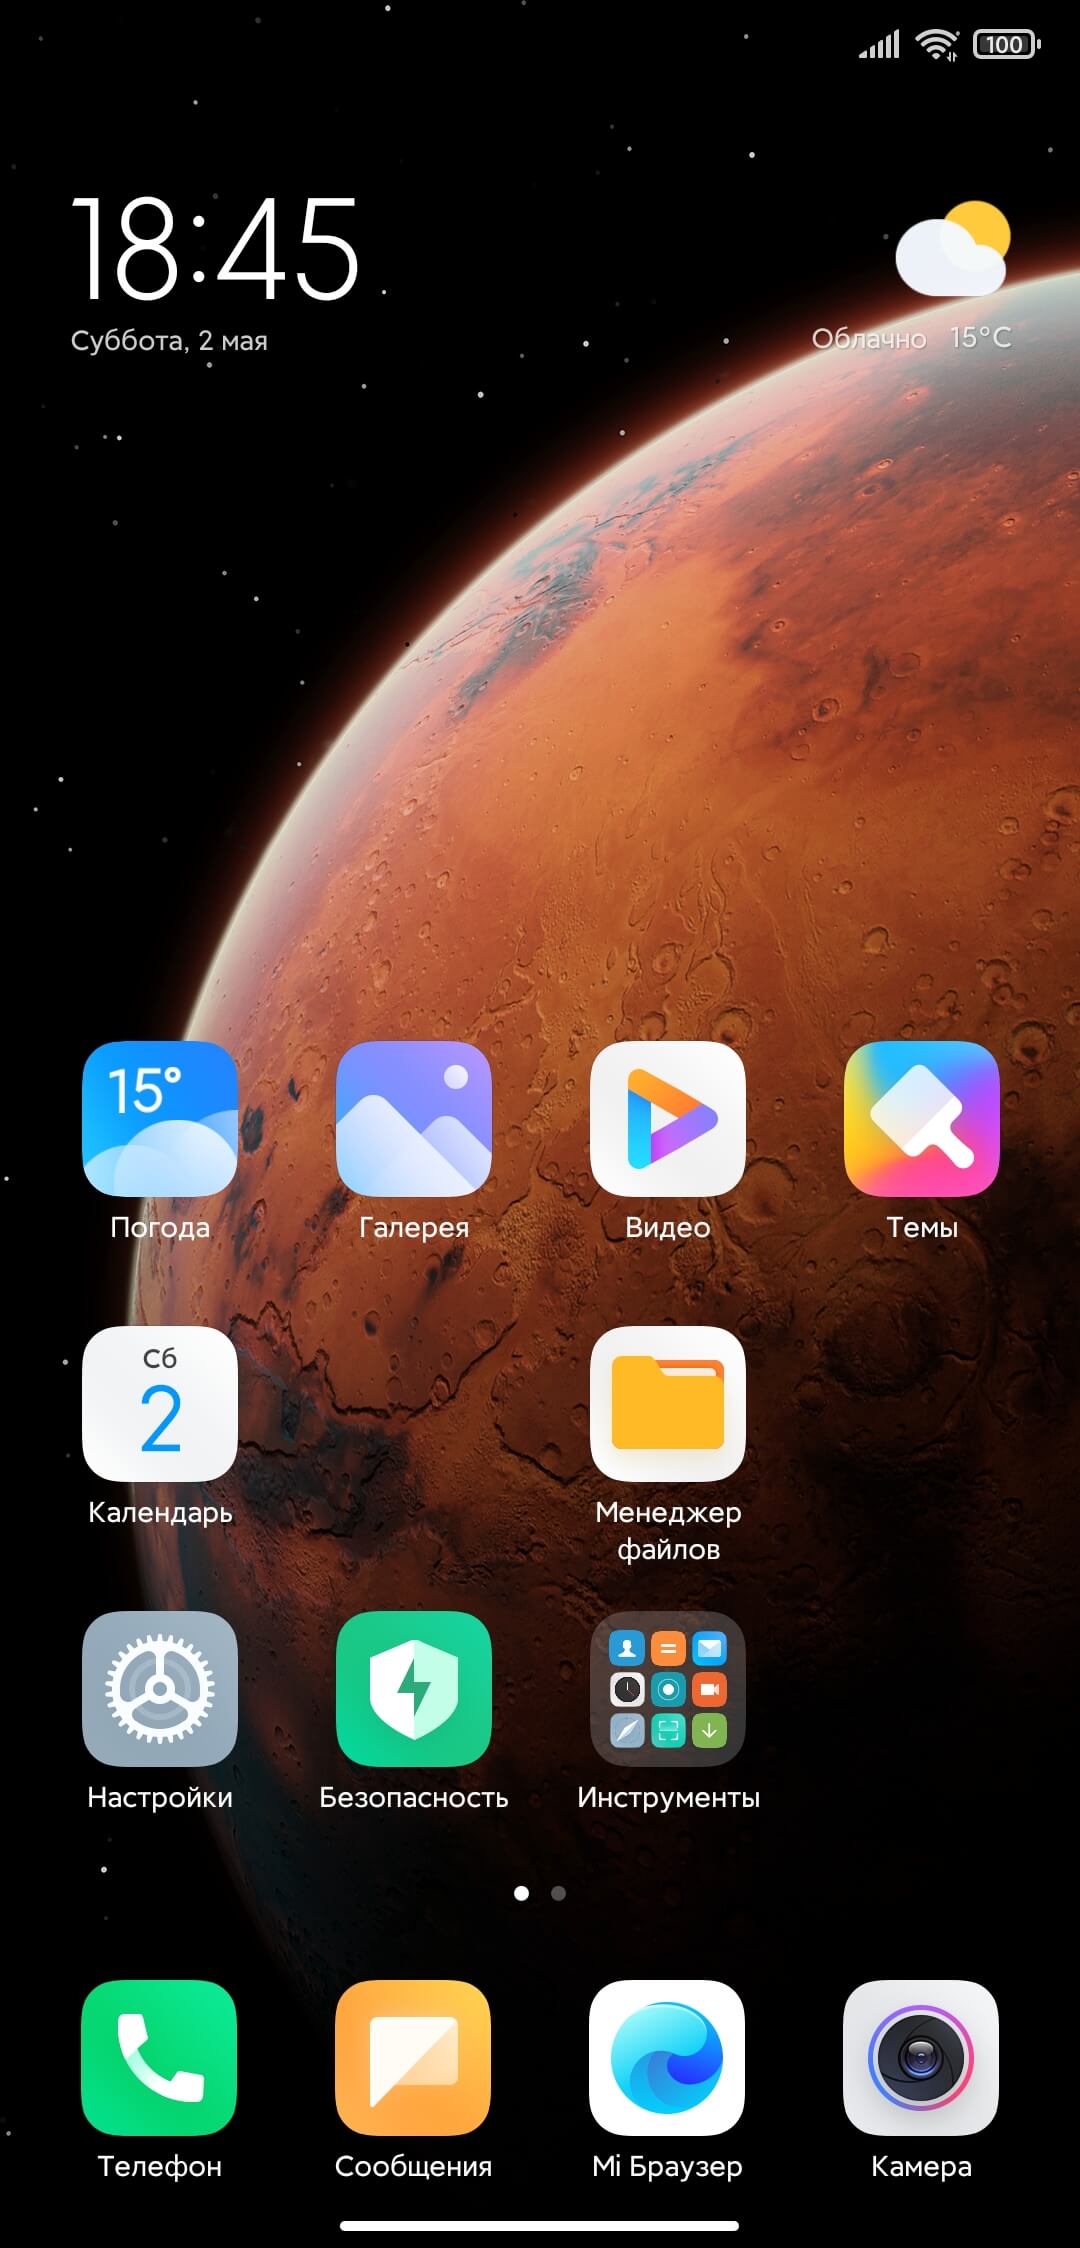 100
18:45
Суббота, 2 мая
Облачно 15°C
15°
Погода
Галерея
Видео
Темы
Сб
2
Календарь
Менеджер
файлов
Настройки
Безопасность
Инструменты
Телефон
Сообщения
Mi Браузер
Камера